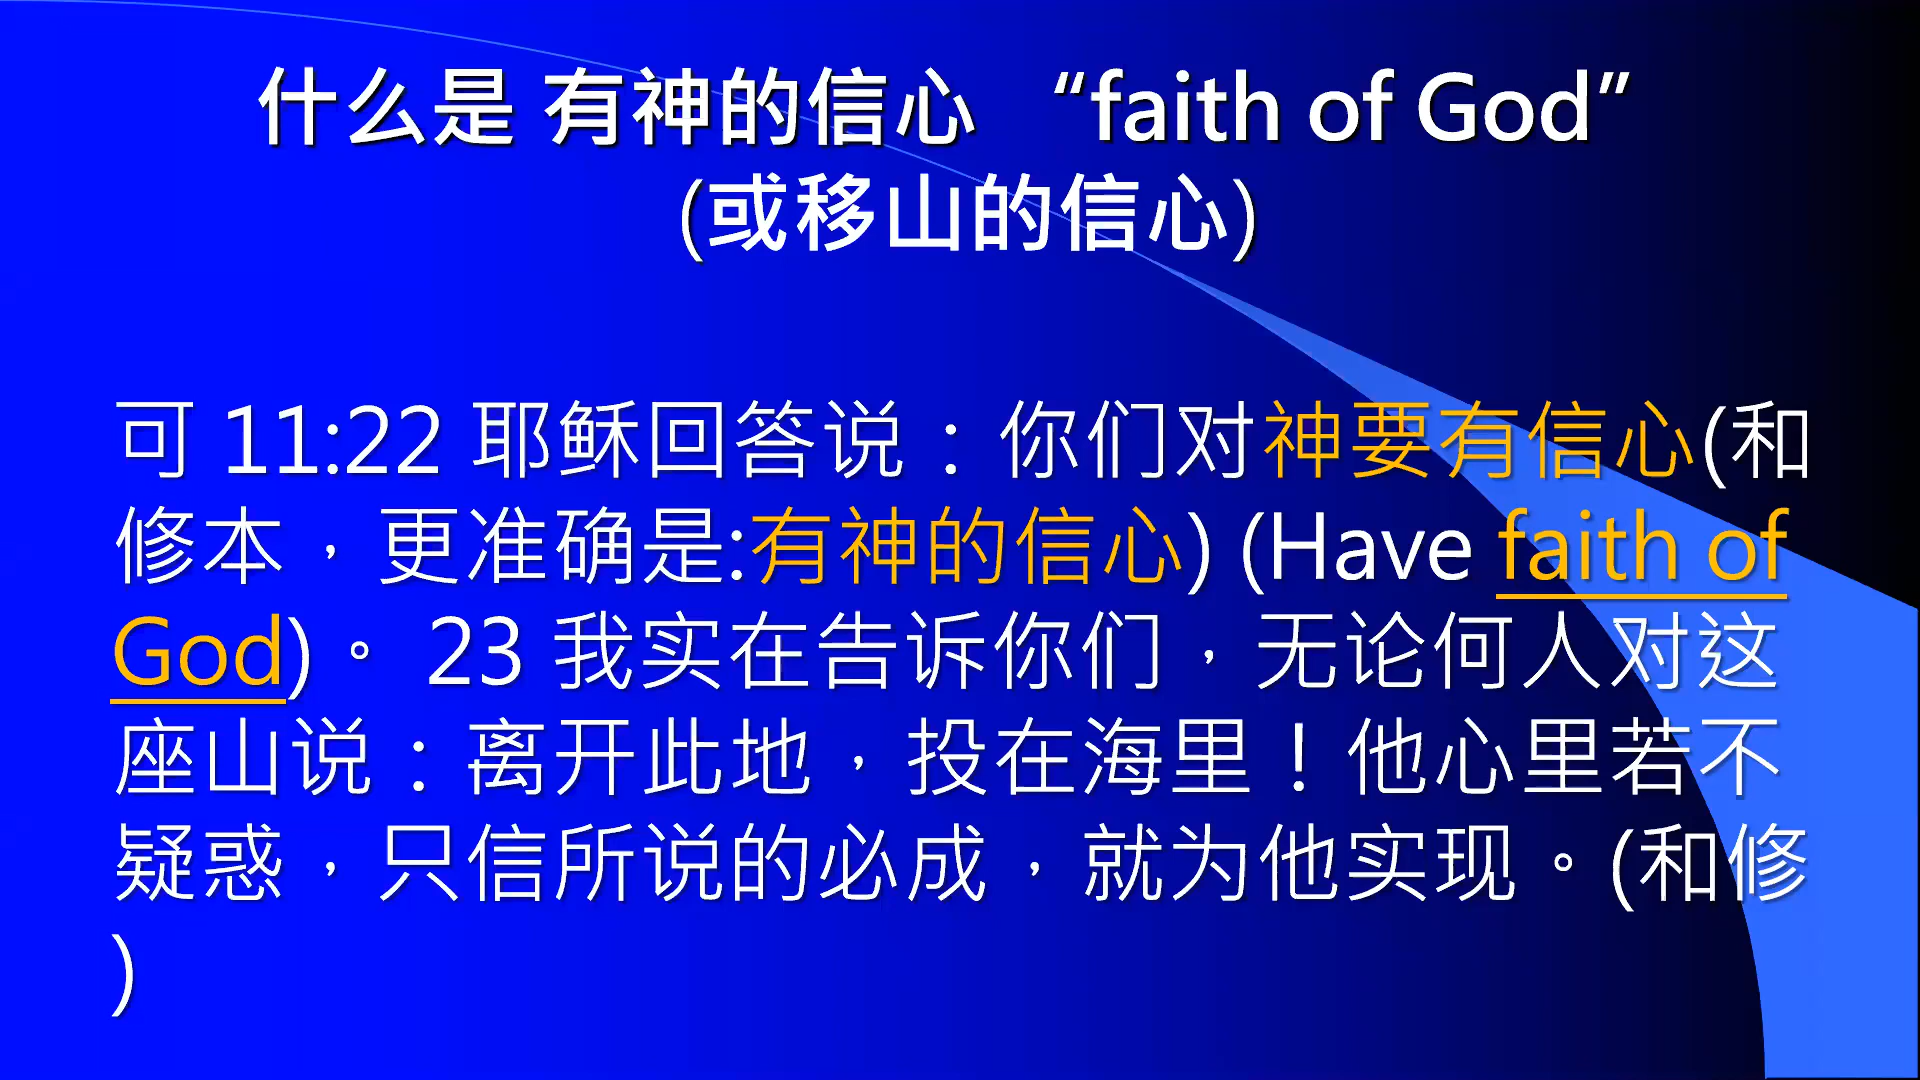 什么是 有神的信心 “faith of God”
(或移山的信心)
可 11:22 耶稣回答说：你们对神要有信心(和
修本，更准确是:有神的信心) (Have faith of
God)。 23 我实在告诉你们，无论何人对这
座山说：离开此地，投在海里！他心里若不
疑惑，只信所说的必成，就为他实现。(和修
)